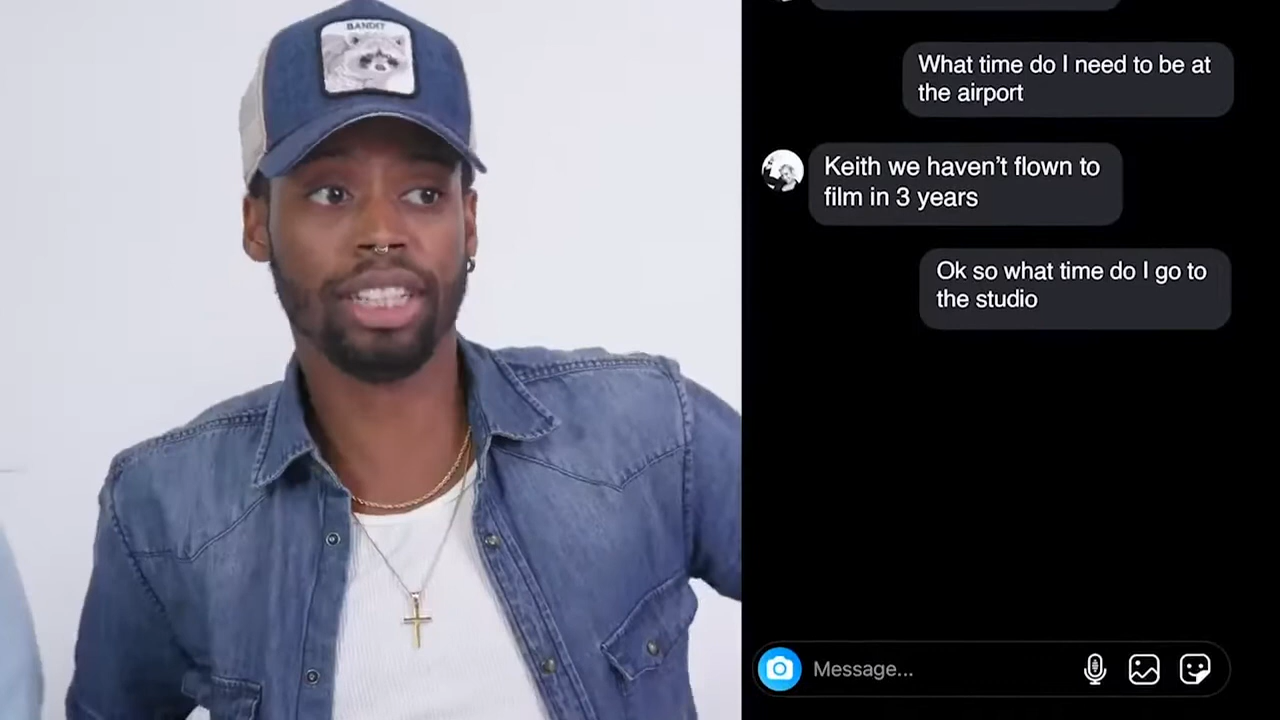 BANDIT
What time do I need to be at
the airport
Keith we haven’t flown to
film in 3 years
Ok so what time do I go to
the studio
Message...